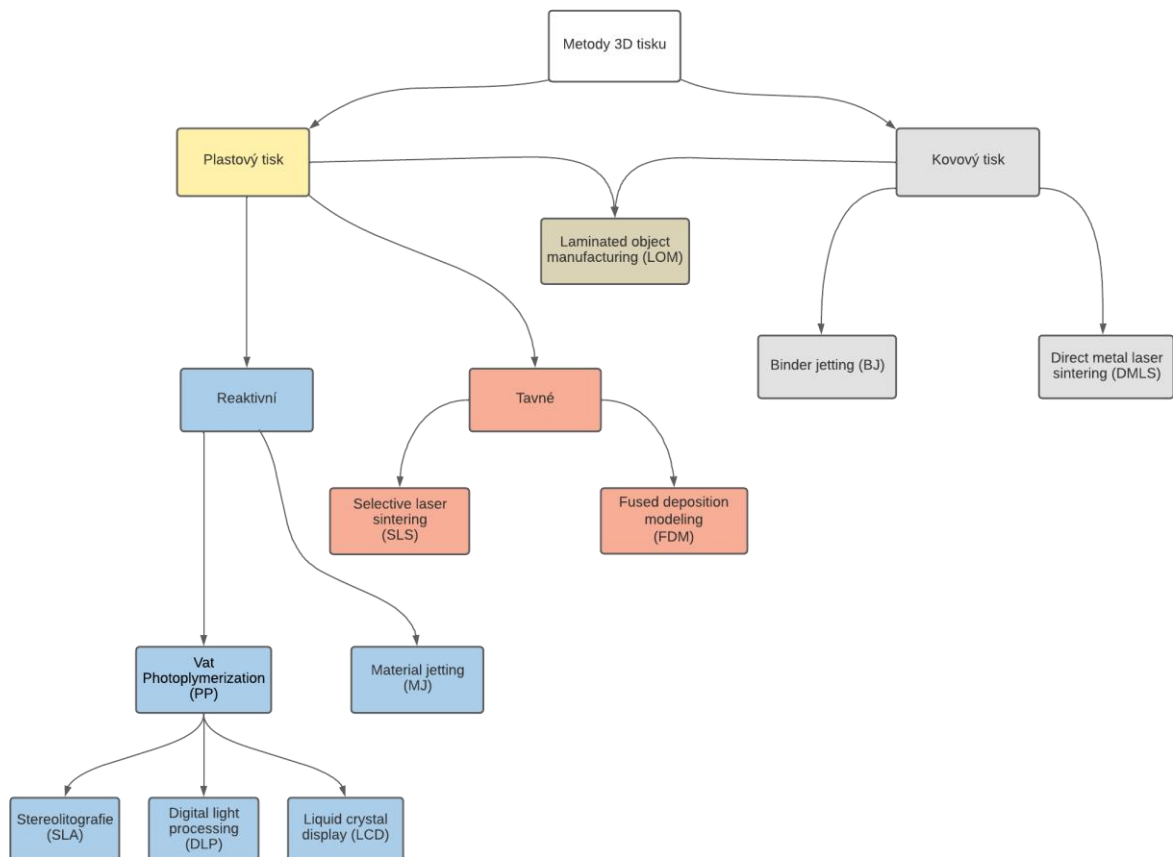 Metody 3D tisku
Plastový tisk
Kovový tisk
Laminated object
manufacturing (LOM)
Binder jetting (BJ)
Direct metal laser
sintering (DMLS)
Reaktivní
Tavné
Selective laser
sintering
(SLS)
Fused deposition
modeling
(FDM)
Vat
Photoplymerization
(PP)
Material jetting
(MJ)
Stereolitografie
(SLA)
Digital light
processing
(DLP)
Liquid crystal
display (LCD)